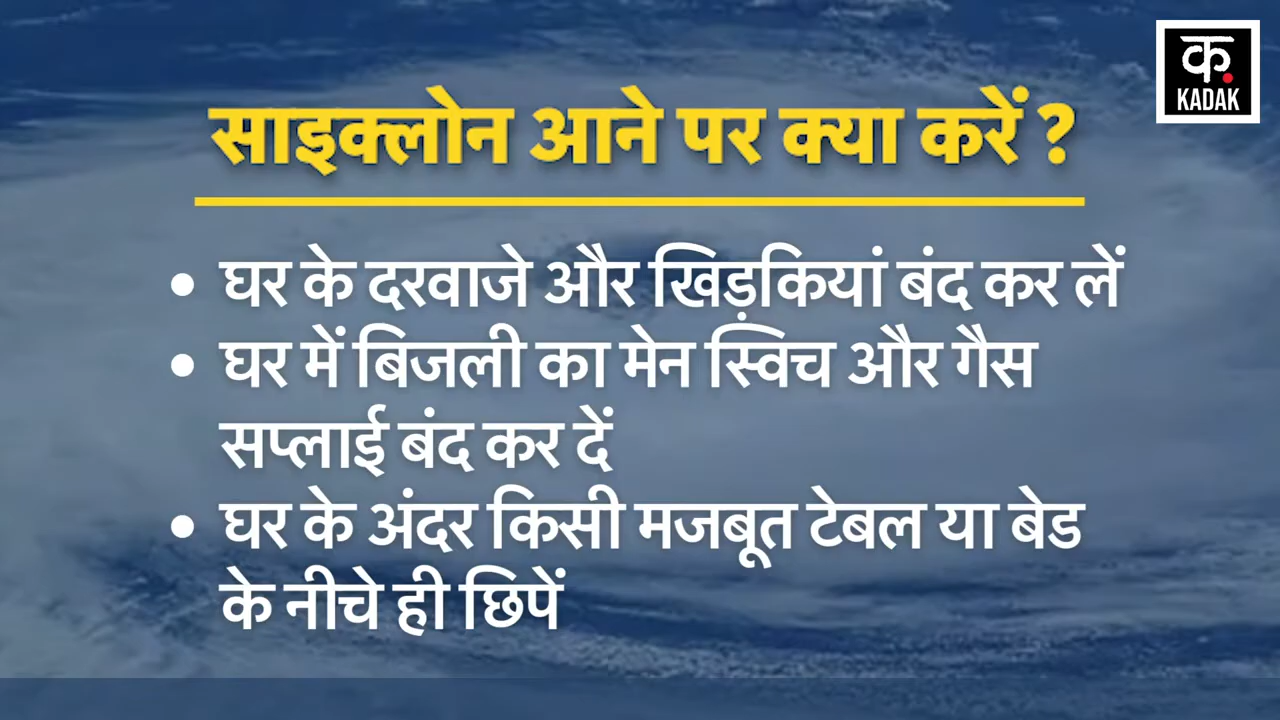 क.
KADAK
साइक्लोन आने पर क्या करें ?
• घर के दरवाजे और खिड़कियां बंद कर लें
• घर में बिजली का मेन स्विच और गैस
सप्लाई बंद कर दें
• घर के अंदर किसी मजबूत टेबल या बेड
के नीचे ही छिपें